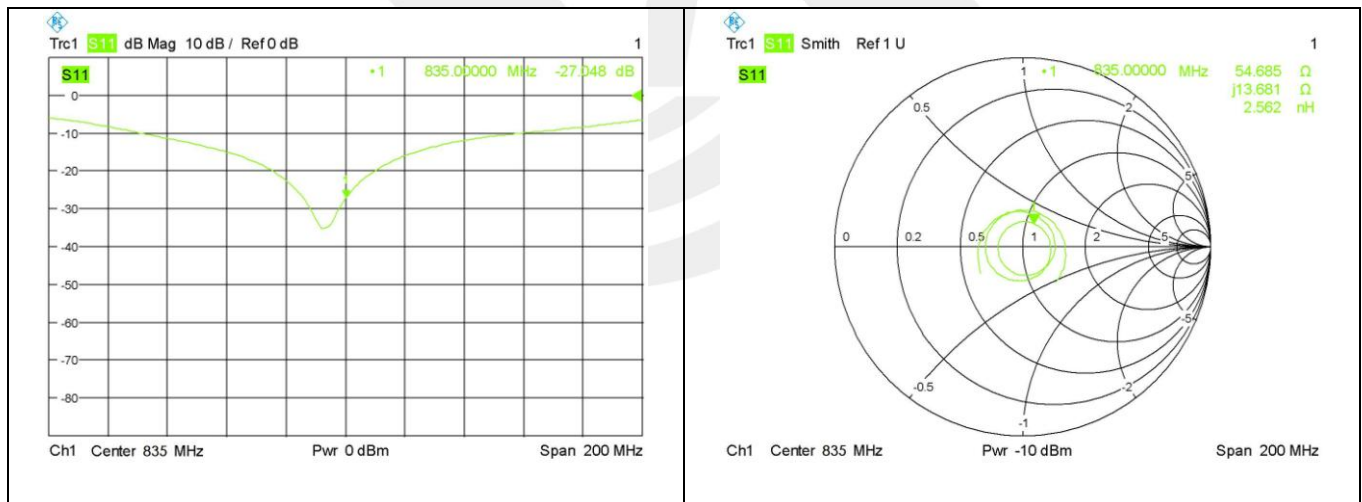 Trc1 S11 dB Mag 10 dB / Ref 0 dB 1
S11 •1 835.00000 MHz -27.048 dB
0
-10
-20
-30
-40
-50
-60
-70
-80
Ch1 Center 835 MHz Pwr 0 dBm Span 200 MHz
Trc1 S11 Smith Ref 1 U 1
S11 •1 835.00000 MHz 54.685 Ω
j13.681 Ω
2.562 nH
1
0.5 2
5
0 0.2 0.5 1 2 5
-5
-0.5 -2
-1
Ch1 Center 835 MHz Pwr -10 dBm Span 200 MHz